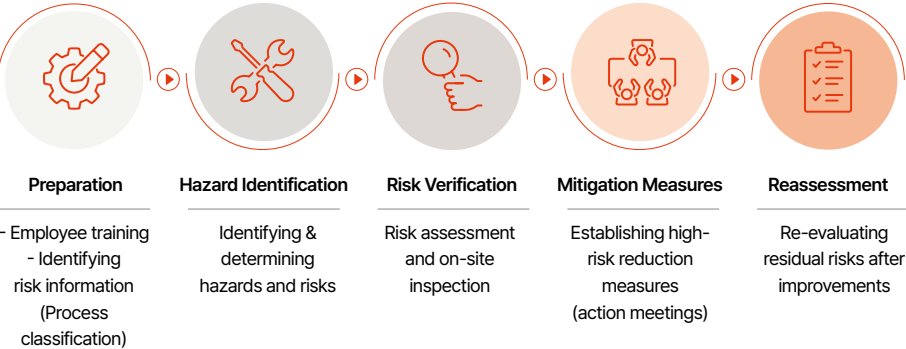 Preparation
- Employee training
- Identifying
risk information
(Process
classification)
Hazard Identification
Identifying &
determining
hazards and risks
Risk Verification
Risk assessment
and on-site
inspection
Mitigation Measures
Establishing high-
risk reduction
measures
(action meetings)
Reassessment
Re-evaluating
residual risks after
improvements